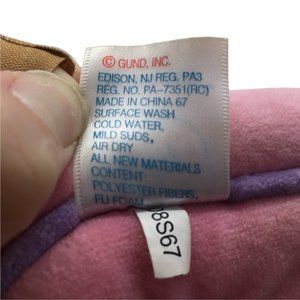 © GUND, INC.
EDISON, NJ REG. PA3
REG. NO. PA-7351(RC)
MADE IN CHINA 67
SURFACE WASH
COLD WATER,
MILD SUDS,
AIR DRY
ALL NEW MATERIALS
CONTENT
POLYESTER FIBERS,
FOAM
8S67